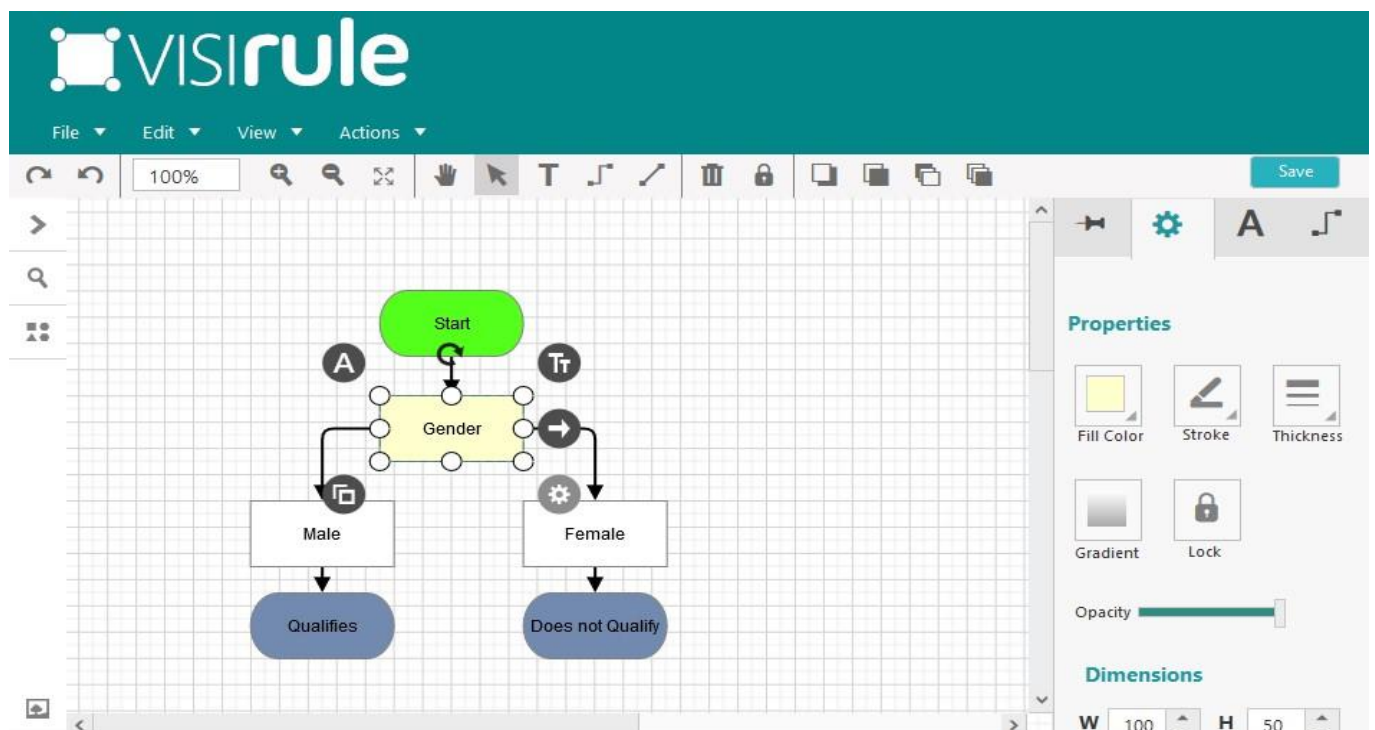 VISIrule
File Edit View Actions
100% T Save
A
Start
A Tт
Properties
Gender
Fill Color Stroke Thickness
Male Female
Gradient Lock
Qualifies Does not Qualify
Opacity
Dimensions
W 100 H 50